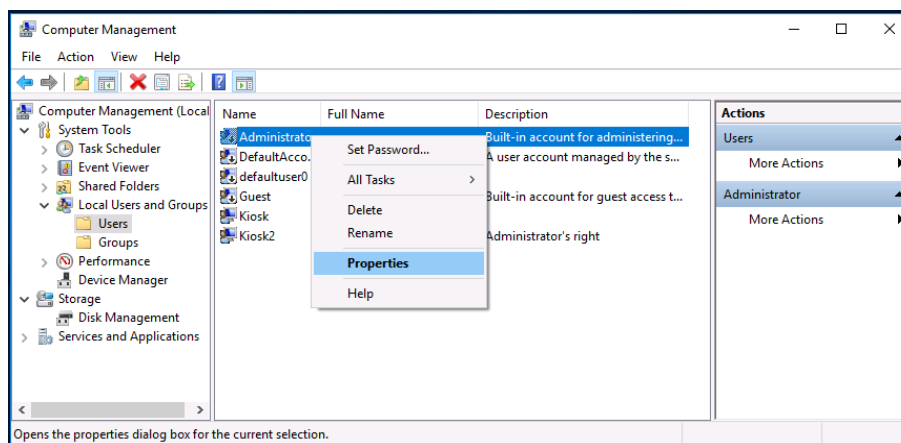 Computer Management
File Action View Help
Computer Management (Local
System Tools
Task Scheduler
Event Viewer
Shared Folders
Local Users and Groups
Users
Groups
Performance
Device Manager
Storage
Disk Management
Services and Applications
Name Full Name Description
Administrato Built-in account for administering...
DefaultAcco. A user account managed by the s...
defaultuser0
Guest Built-in account for guest access t...
Kiosk
Kiosk2 Administrator's right
Set Password...
All Tasks
Delete
Rename
Properties
Help
Actions
Users
More Actions
Administrator
More Actions
Opens the properties dialog box for the current selection.